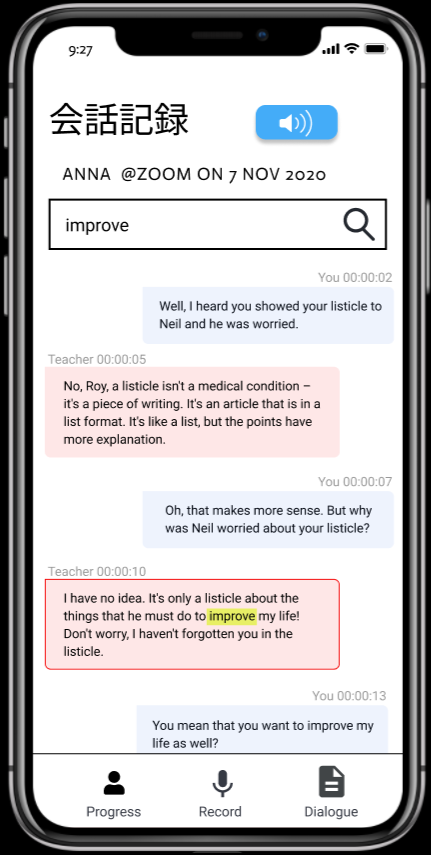 9:27
会話記録
ANNA @ZOOM ON 7 NOV 2020
improve
You 00:00:02
Well, I heard you showed your listicle to
Neil and he was worried.
Teacher 00:00:05
No, Roy, a listicle isn't a medical condition –
it's a piece of writing. It's an article that is in a
list format. It's like a list, but the points have
more explanation.
You 00:00:07
Oh, that makes more sense. But why
was Neil worried about your listicle?
Teacher 00:00:10
I have no idea. It's only a listicle about the
things that he must do to improve my life!
Don't worry, I haven't forgotten you in the
listicle.
You 00:00:13
You mean that you want to improve my
life as well?
Progress
Record
Dialogue